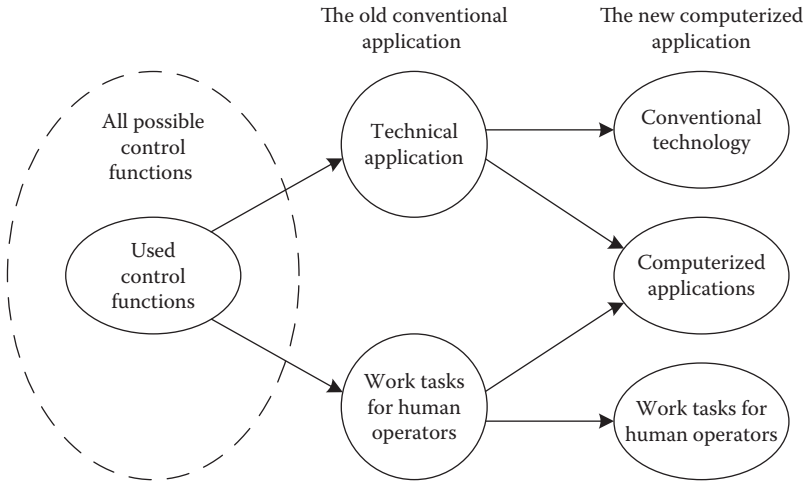 The old conventional
application
The new computerized
application
All possible
control
functions
Used
control
functions
Technical
application
Work tasks
for human
operators
Conventional
technology
Computerized
applications
Work tasks for
human operators